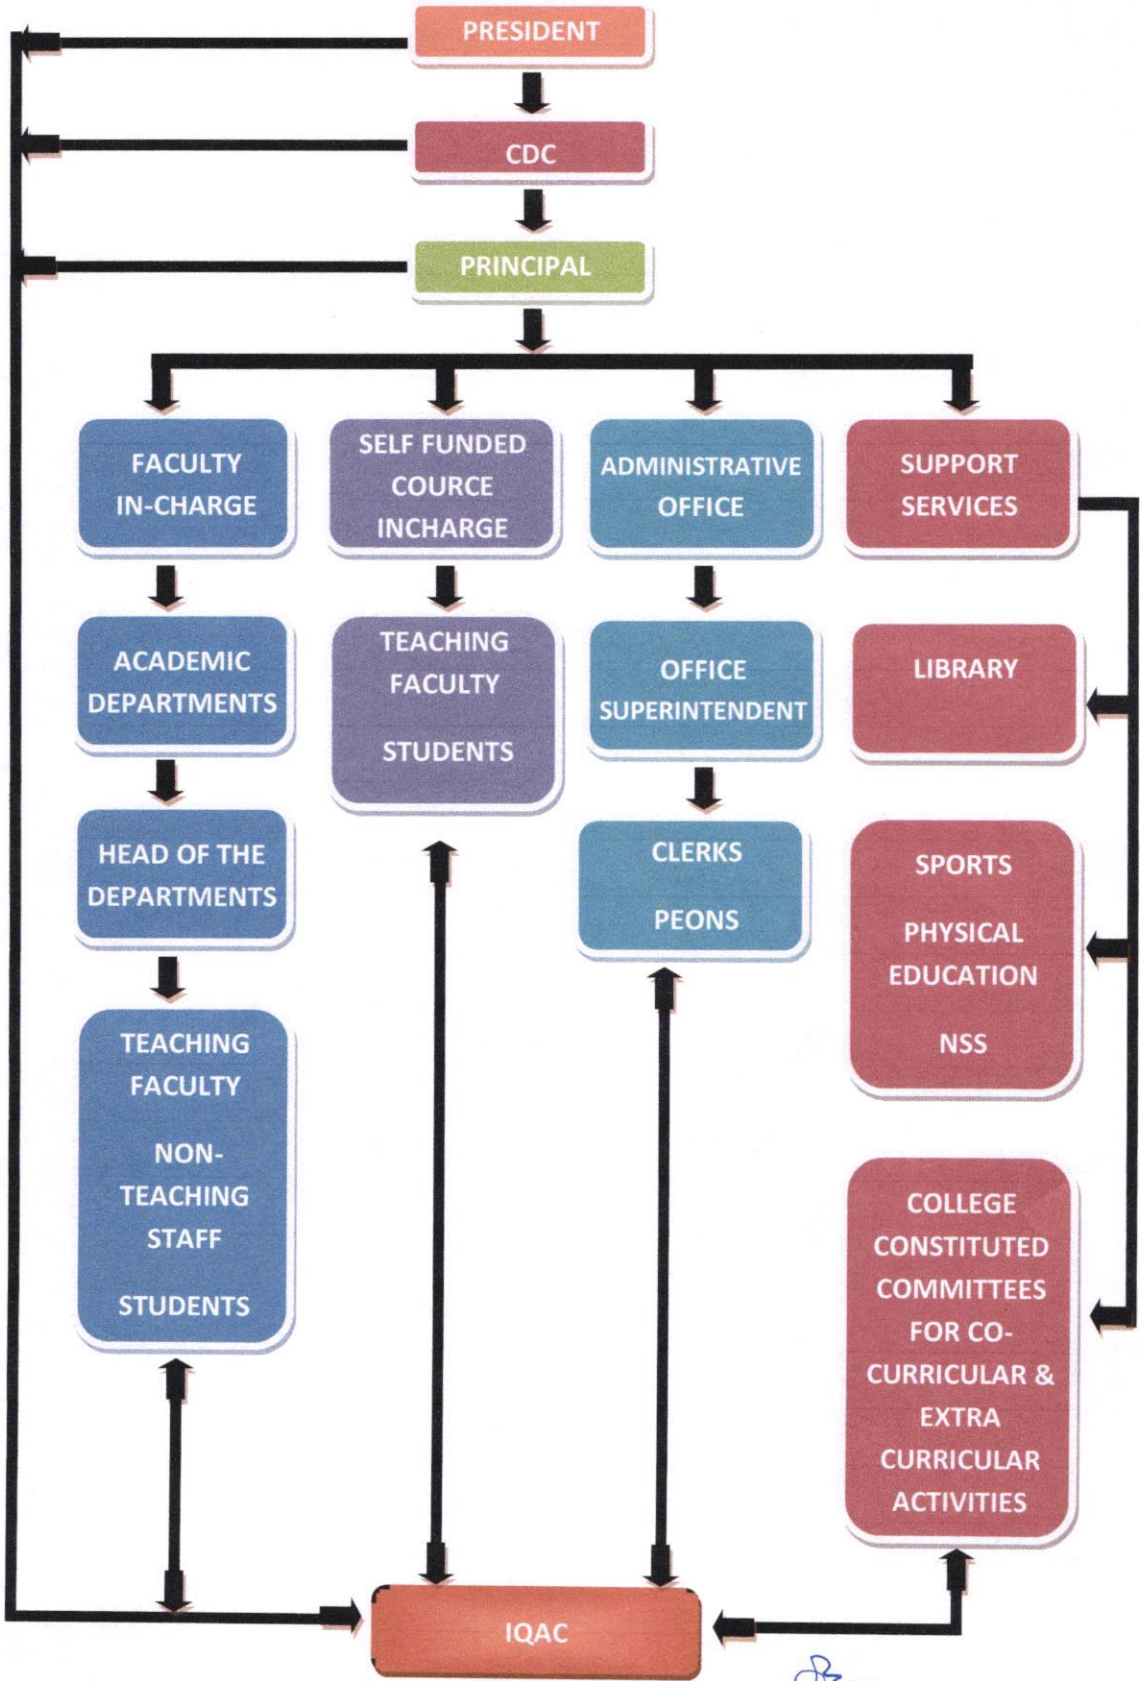 PRESIDENT
CDC
PRINCIPAL
FACULTY
IN-CHARGE
SELF FUNDED
COURCE
INCHARGE
ADMINISTRATIVE
OFFICE
SUPPORT
SERVICES
ACADEMIC
DEPARTMENTS
TEACHING
FACULTY
STUDENTS
OFFICE
SUPERINTENDENT
LIBRARY
HEAD OF THE
DEPARTMENTS
CLERKS
PEONS
SPORTS
PHYSICAL
EDUCATION
NSS
TEACHING
FACULTY
NON-
TEACHING
STAFF
STUDENTS
COLLEGE
CONSTITUTED
COMMITTEES
FOR CO-
CURRICULAR &
EXTRA
CURRICULAR
ACTIVITIES
IQAC